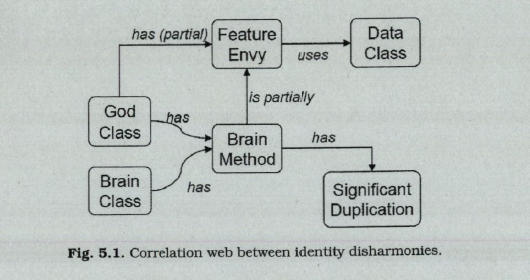 has (partial)
Feature
Envy
uses
Data
Class
is partially
God
Class
has
Brain
Method
has
Brain
Class
has
Significant
Duplication
Fig. 5.1. Correlation web between identity disharmonies.